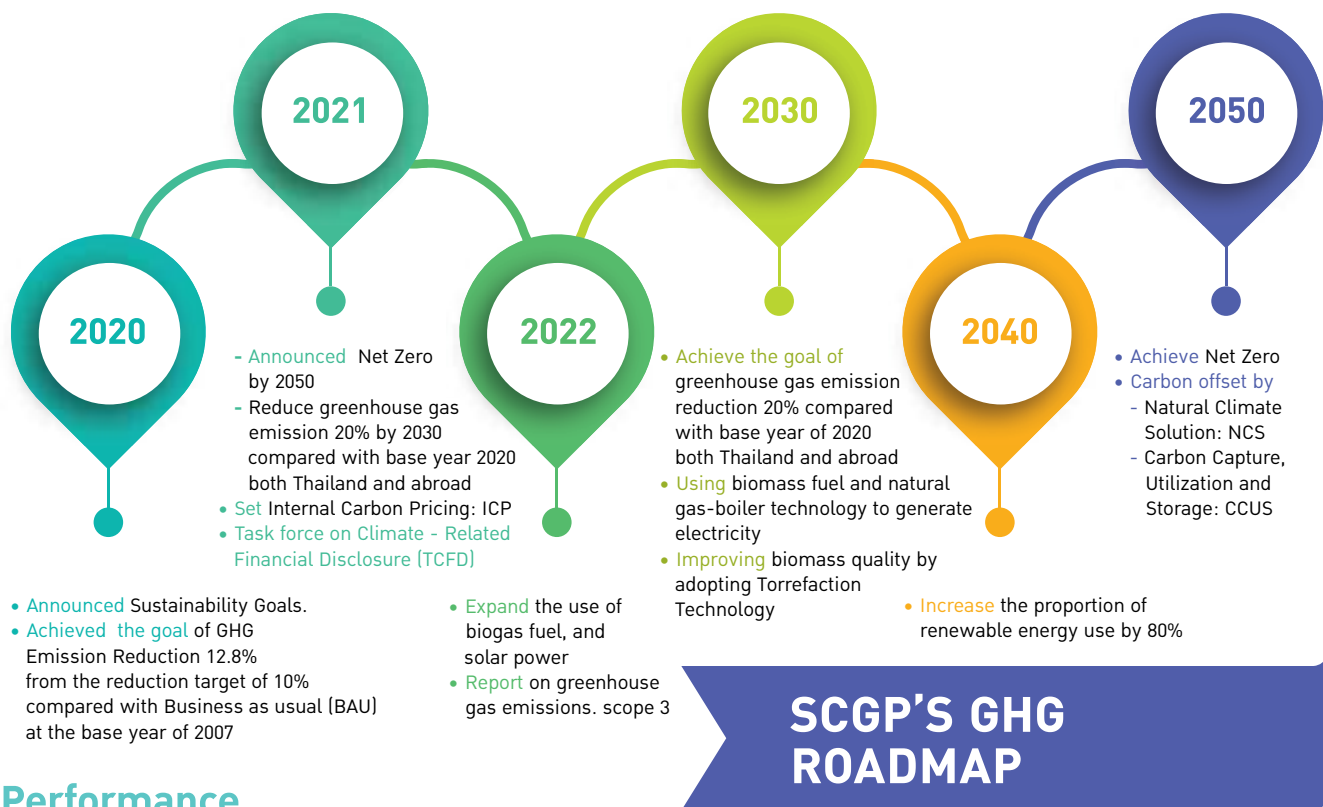 2020
- Announced Sustainability Goals.
- Achieved the goal of GHG
Emission Reduction 12.8%
from the reduction target of 10%
compared with Business as usual (BAU)
at the base year of 2007
2021
- Announced Net Zero
by 2050
- Reduce greenhouse gas
emission 20% by 2030
compared with base year 2020
both Thailand and abroad
• Set Internal Carbon Pricing: ICP
• Task force on Climate - Related
Financial Disclosure (TCFD)
2022
• Expand the use of
biogas fuel, and
solar power
• Report on greenhouse
gas emissions. scope 3
2030
• Achieve the goal of
greenhouse gas emission
reduction 20% compared
with base year of 2020
both Thailand and abroad
• Using biomass fuel and natural
gas-boiler technology to generate
electricity
• Improving biomass quality by
adopting Torrefaction
Technology
2040
• Increase the proportion of
renewable energy use by 80%
2050
• Achieve Net Zero
• Carbon offset by
- Natural Climate
Solution: NCS
- Carbon Capture,
Utilization and
Storage: CCUS
SCGP'S GHG
ROADMAP
Performance